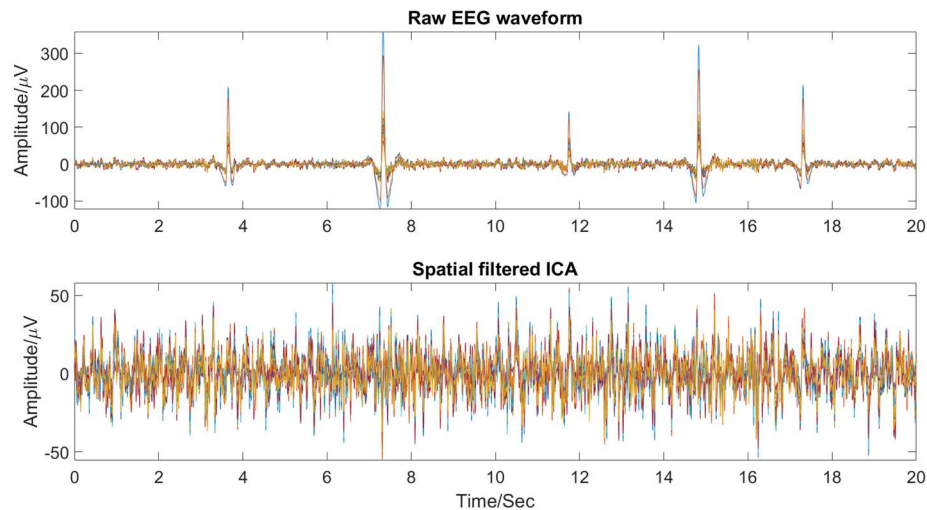 Raw EEG waveform
Amplitude/μV
300
200
100
0
-100
0 2 4 6 8 10 12 14 16 18 20
Spatial filtered ICA
Amplitude/de/μV
50
0
-50
0 2 4 6 8 10 12 14 16 18 20
Time/Sec